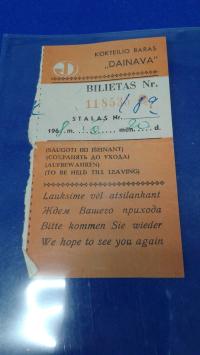 KOKTEILIO BARAS
„DAINAVA"
BILIETAS Nr.
STALAS Nr.
196 m. mėn. d.
(SAUGOTI IKI IŠEINANT)
(СОХРАНЯТЬ ДО УХОДА)
(AUFBEWAHREN)
(TO BE HELD TILL LEAVING)
Lauksime vėl atsilankant
Ждем Вашего прихода
Bitte kommen Sie wieder
We hope to see you again